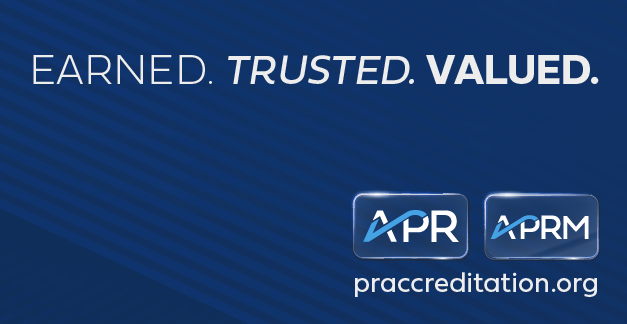 EARNED. TRUSTED. VALUED.
APR APRM
praccreditation.org